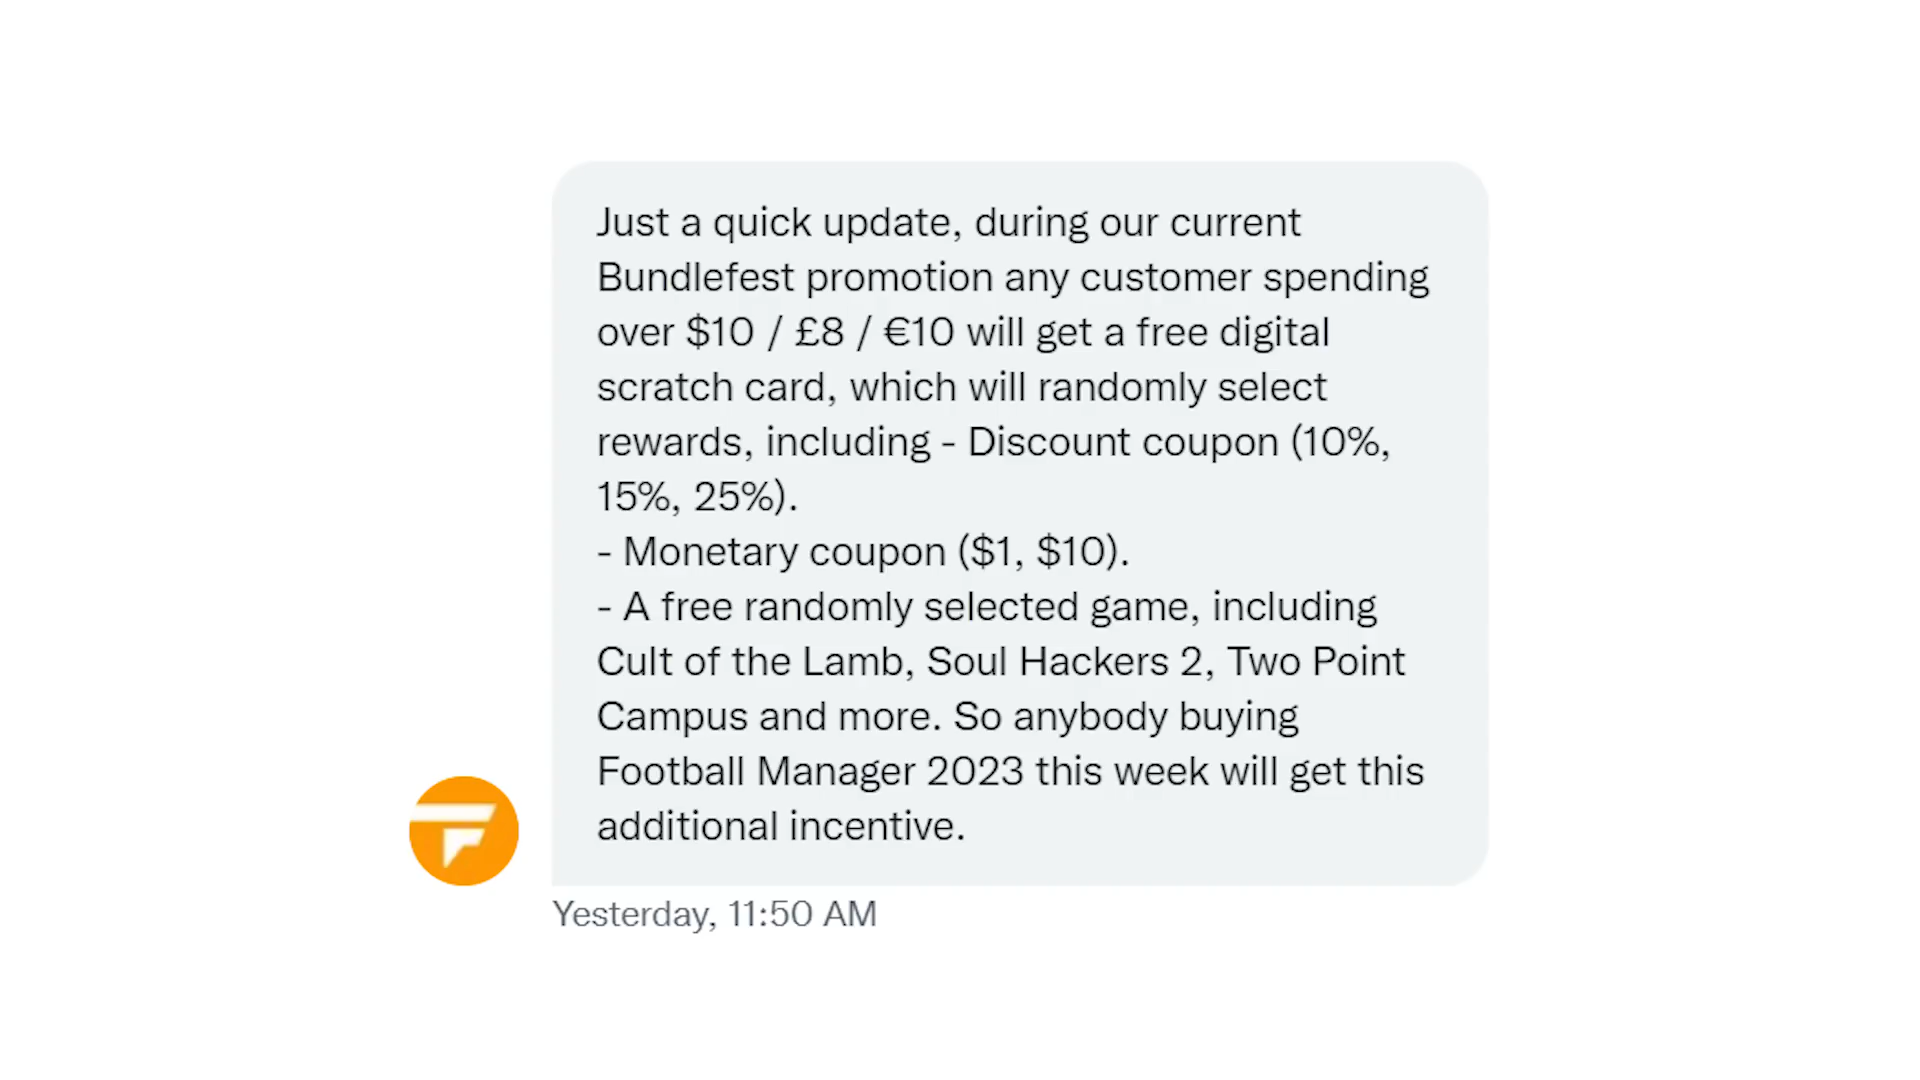 Just a quick update, during our current
Bundlefest promotion any customer spending
over $10 / £8 / €10 will get a free digital
scratch card, which will randomly select
rewards, including - Discount coupon (10%,
15%, 25%).
- Monetary coupon ($1, $10).
- A free randomly selected game, including
Cult of the Lamb, Soul Hackers 2, Two Point
Campus and more. So anybody buying
Football Manager 2023 this week will get this
additional incentive.
Yesterday, 11:50 AM